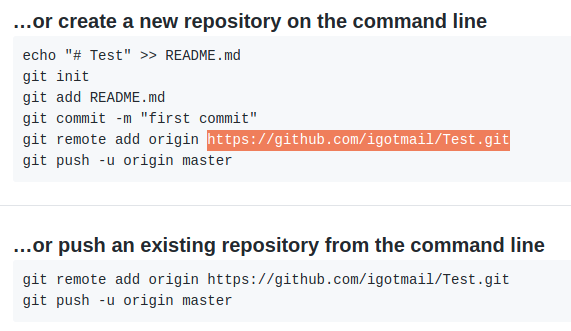 …or create a new repository on the command line
echo "# Test" >> README.md
git init
git add README.md
git commit -m "first commit"
git remote add origin https://github.com/igotmail/Test.git
git push -u origin master
…or push an existing repository from the command line
git remote add origin https://github.com/igotmail/Test.git
git push -u origin master